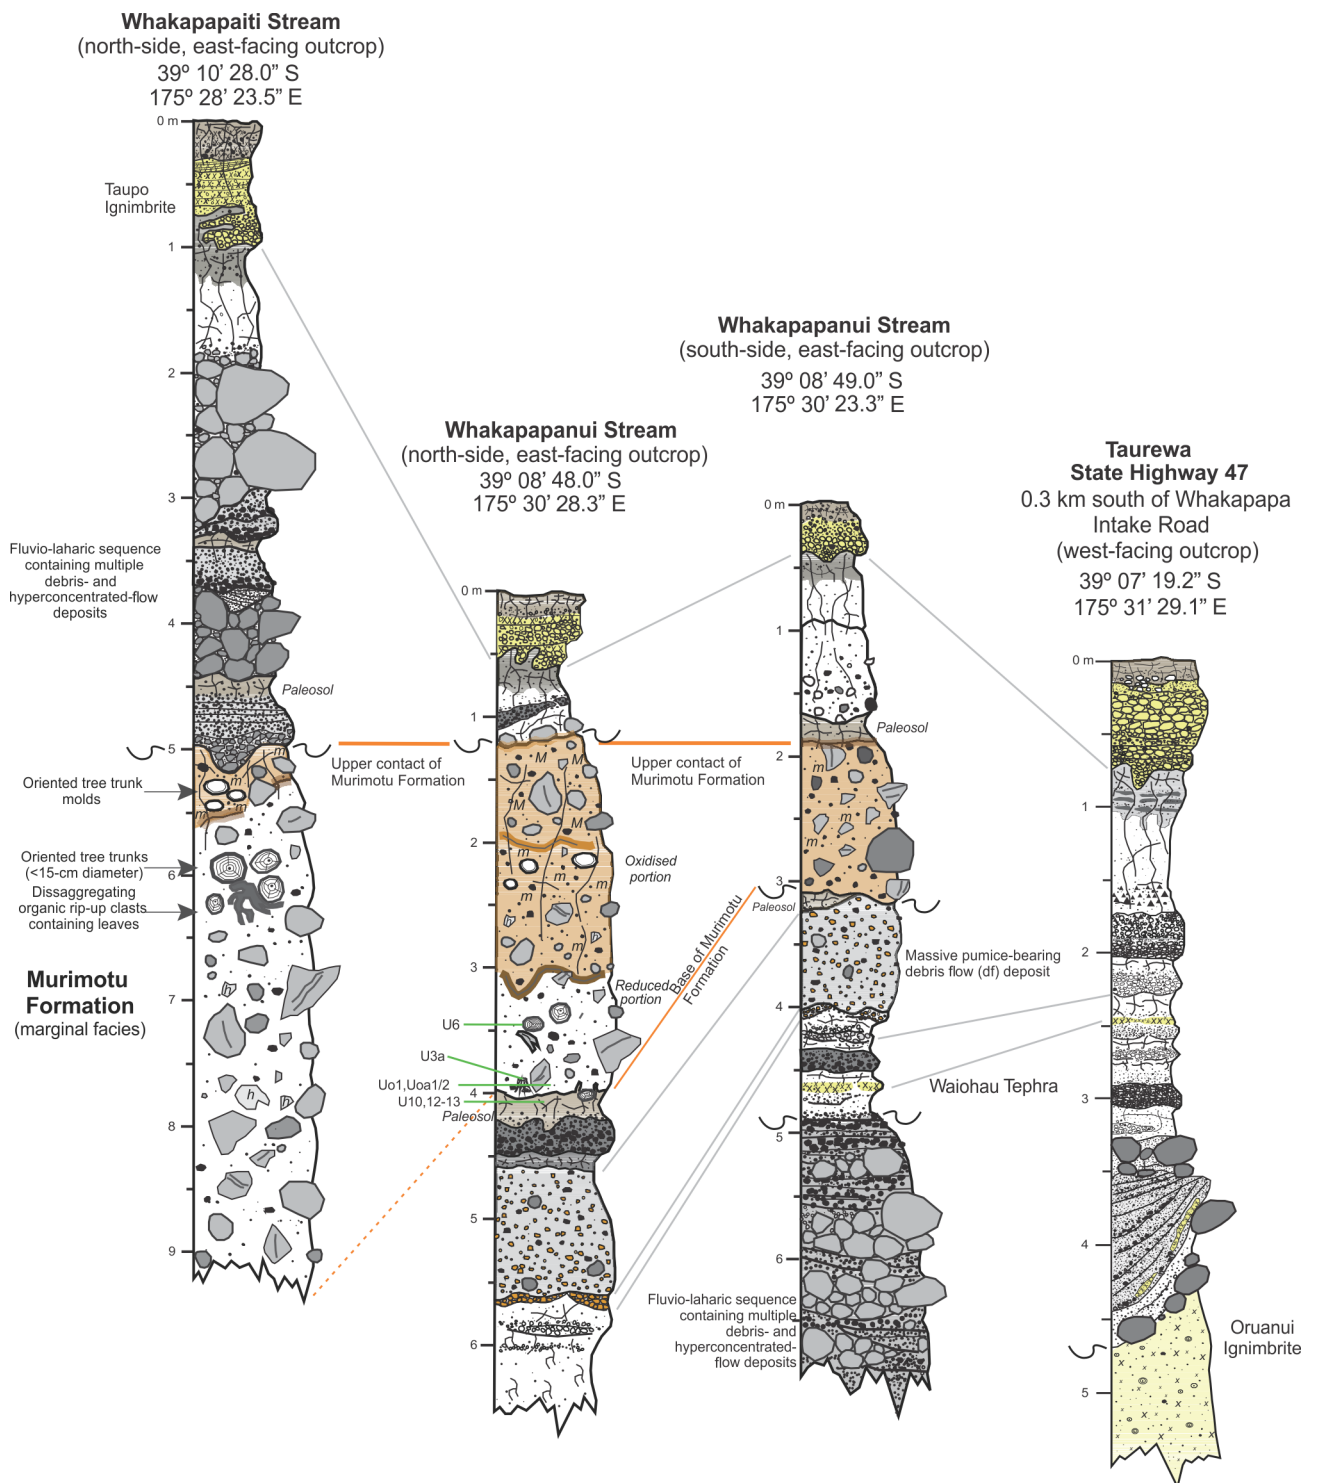 Whakapapaiti Stream
(north-side, east-facing outcrop)
39º 10’ 28.0” S
175º 28’ 23.5” E
0 m
Taupo
Ignimbrite
1
2
3
Fluvio-laharic sequence
containing multiple
debris- and
hyperconcentrated-flow
deposits
4
Paleosol
5
m
m
m
m
m
Oriented tree trunk
molds
Oriented tree trunks
(<15-cm diameter)
6
Dissaggregating
organic rip-up clasts
containing leaves
Murimotu
Formation
(marginal facies)
h
7
h
h
8
9
Upper contact of
Murimotu Formation
Whakapapanui Stream
(north-side, east-facing outcrop)
39º 08’ 48.0” S
175º 30’ 28.3” E
0 m
1
M
M
M
M
2
m
m
m
m
h
h
m
Oxidised
portion
3
Reduced
portion
U6
U3a
Uo1,Uoa1/2
4
U10,12-13
Paleosol
5
6
Base of Murimotu
Formation
Upper contact of
Murimotu Formation
Whakapapanui Stream
(south-side, east-facing outcrop)
39º 08’ 49.0” S
175º 30’ 23.3” E
0 m
1
Paleosol
2
m
m
m
3
Paleosol
Massive pumice-bearing
debris flow (df) deposit
4
Waiohau Tephra
5
6
Fluvio-laharic sequence
containing multiple
debris- and
hyperconcentrated-
flow deposits
Taurewa
State Highway 47
0.3 km south of Whakapapa
Intake Road
(west-facing outcrop)
39º 07’ 19.2” S
175º 31’ 29.1” E
0 m
1
2
3
4
Oruanui
Ignimbrite
5